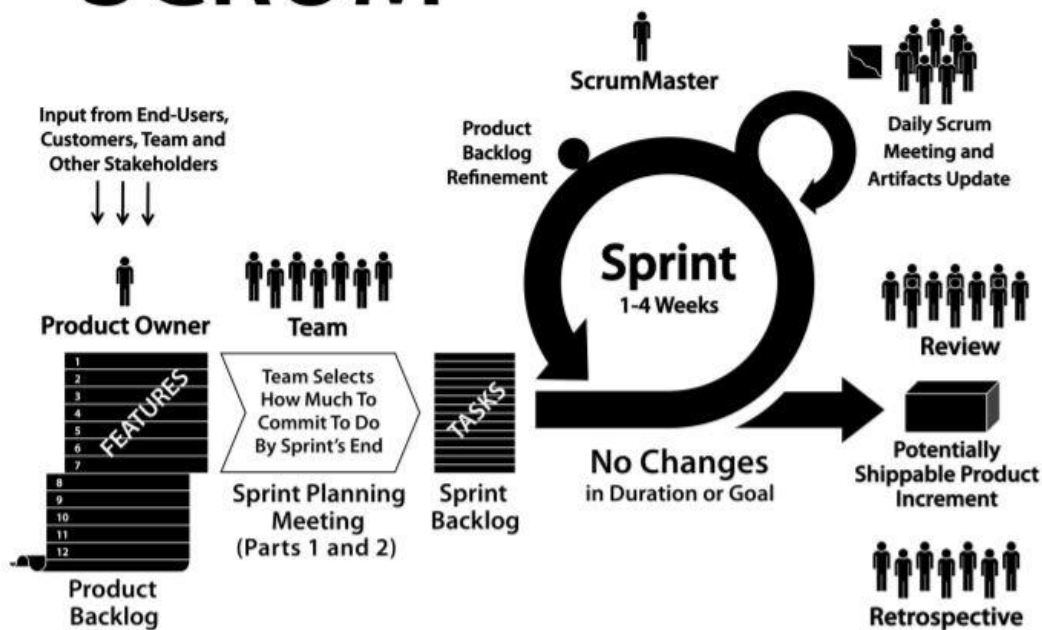 SCRUM
Input from End-Users,
Customers, Team and
Other Stakeholders
Product Owner
Team
1
2
3
4
5
6
7
FEATURES
8
9
10
11
12
Product
Backlog
Team Selects
How Much To
Commit To Do
By Sprint's End
Sprint Planning
Meeting
(Parts 1 and 2)
TASKS
Sprint
Backlog
Product
Backlog
Refinement
ScrumMaster
Sprint
1-4 Weeks
No Changes
in Duration or Goal
Daily Scrum
Meeting and
Artifacts Update
Review
Potentially
Shippable Product
Increment
Retrospective